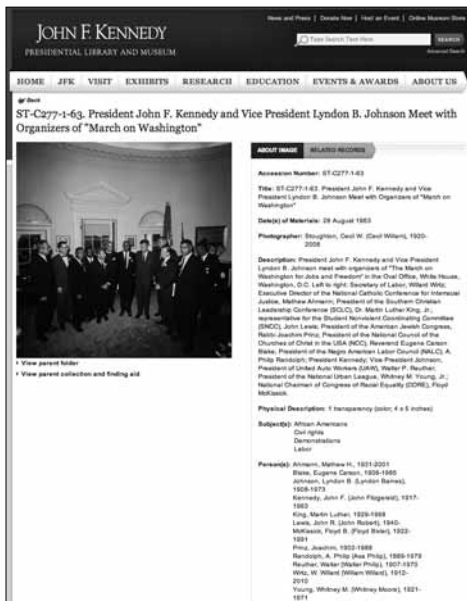 News and Press | Donate Now | Host an Event | Online Museum Store
JOHN F. KENNEDY
PRESIDENTIAL LIBRARY AND MUSEUM
Type Search Text Here
SEARCH
Advanced Search
HOME JFK VISIT EXHIBITS RESEARCH EDUCATION EVENTS & AWARDS ABOUT US
Back
ST-C277-1-63. President John F. Kennedy and Vice President Lyndon B. Johnson Meet with
Organizers of "March on Washington"
View parent folder
View parent collection and finding aid
ABOUT IMAGE RELATED RECORDS
Accession Number: ST-C277-1-63
Title: ST-C277-1-63. President John F. Kennedy and Vice
President Lyndon B. Johnson Meet with Organizers of "March on
Washington"
Date(s) of Materials: 28 August 1963
Photographer: Stoughton, Cecil W. (Cecil William), 1920-
2008
Description: President John F. Kennedy and Vice President
Lyndon B. Johnson meet with organizers of "The March on
Washington for Jobs and Freedom" in the Oval Office, White House,
Washington, D.C. Left to right: Secretary of Labor, Willard Wirtz;
Executive Director of the National Catholic Conference for Interracial
Justice, Mathew Ahmann; President of the Southern Christian
Leadership Conference (SCLC), Dr. Martin Luther King, Jr.;
representative for the Student Nonviolent Coordinating Committee
(SNCC), John Lewis; President of the American Jewish Congress,
Rabbi Joachim Prinz; President of the National Council of the
Churches of Christ in the USA (NCC), Reverend Eugene Carson
Blake; President of the Negro American Labor Council (NALC), A.
Philip Randolph; President Kennedy; Vice President Johnson;
President of United Auto Workers (UAW), Walter P. Reuther;
President of the National Urban League, Whitney M. Young, Jr.;
National Chairman of Congress of Racial Equality (CORE), Floyd
McKissick.
Physical Description: 1 transparency (color; 4 x 5 inches)
Subject(s): African Americans
Civil rights
Demonstrations
Labor
Person(s): Ahmann, Mathew H., 1931-2001
Blake, Eugene Carson, 1906-1985
Johnson, Lyndon B. (Lyndon Baines),
1908-1973
Kennedy, John F. (John Fitzgerald), 1917-
1963
King, Martin Luther, 1929-1968
Lewis, John R. (John Robert), 1940-
McKissick, Floyd B. (Floyd Bixler), 1922-
1991
Prinz, Joachim, 1902-1988
Randolph, A. Philip (Asa Philip), 1889-1979
Reuther, Walter (Walter Philip), 1907-1970
Wirtz, W. Willard (William Willard), 1912-
2010
Young, Whitney M. (Whitney Moore), 1921-
1971